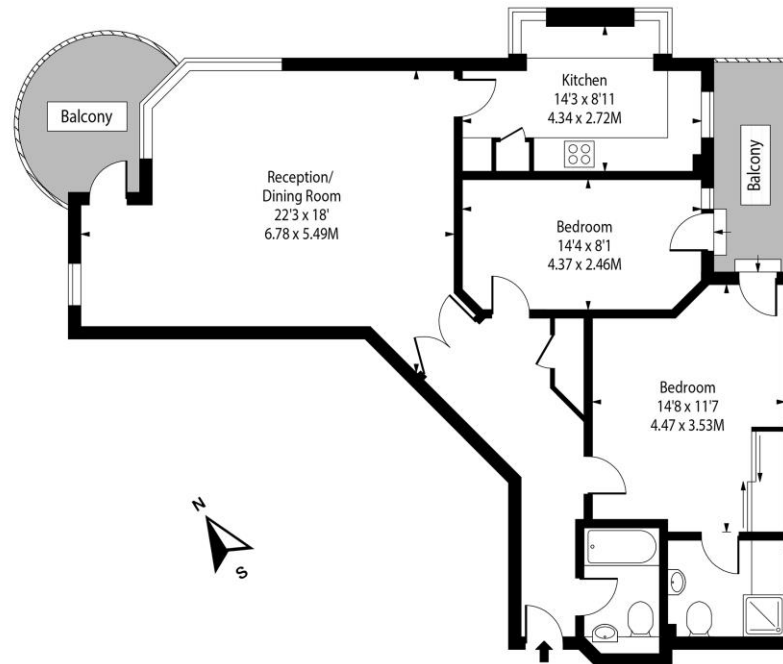 Balcony
Reception/
Dining Room
22'3 x 18'
6.78 x 5.49M
Kitchen
14'3 x 8'11
4.34 x 2.72M
Balcony
Bedroom
14'4 x 8'1
4.37 x 2.46M
Bedroom
14'8 x 11'7
4.47 x 3.53M
N
S